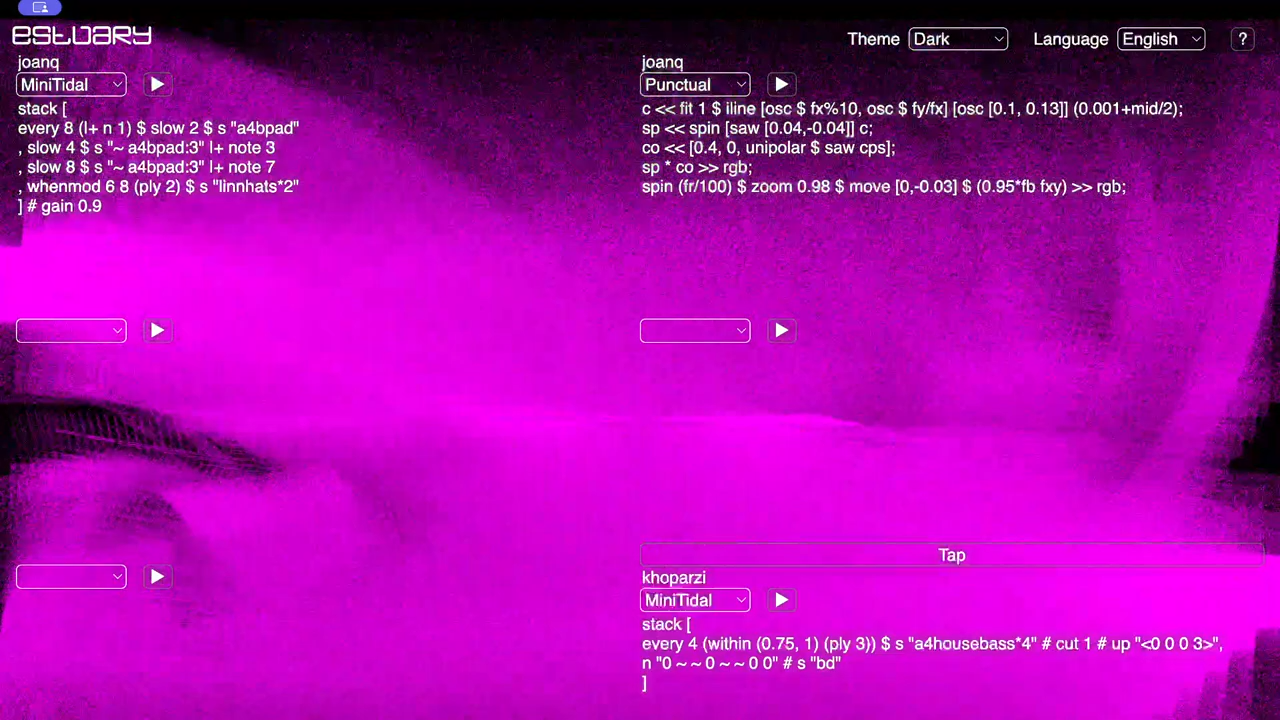 estuary
Theme Dark Language English ?
joanq
MiniTidal
stack [
every 8 (|+ n 1) $ slow 2 $ s "a4bpad"
, slow 4 $ s "~ a4bpad:3" |+ note 3
, slow 8 $ s "~ a4bpad:3" |+ note 7
, whenmod 6 8 (ply 2) $ s "linnhats*2"
] # gain 0.9
joanq
Punctual
c << fit 1 $ iline [osc $ fx%10, osc $ fy/fx] [osc [0.1, 0.13]] (0.001+mid/2);
sp << spin [saw [0.04,-0.04]] c;
co << [0.4, 0, unipolar $ saw cps];
sp * co >> rgb;
spin (fr/100) $ zoom 0.98 $ move [0,-0.03] $ (0.95*fb fxy) >> rgb;
Tap
khoparzi
MiniTidal
stack [
every 4 (within (0.75, 1) (ply 3)) $ s "a4housebass*4" # cut 1 # up "<0 0 0 3>",
n "0 ~ ~ 0 ~ ~ 0 0" # s "bd"
]